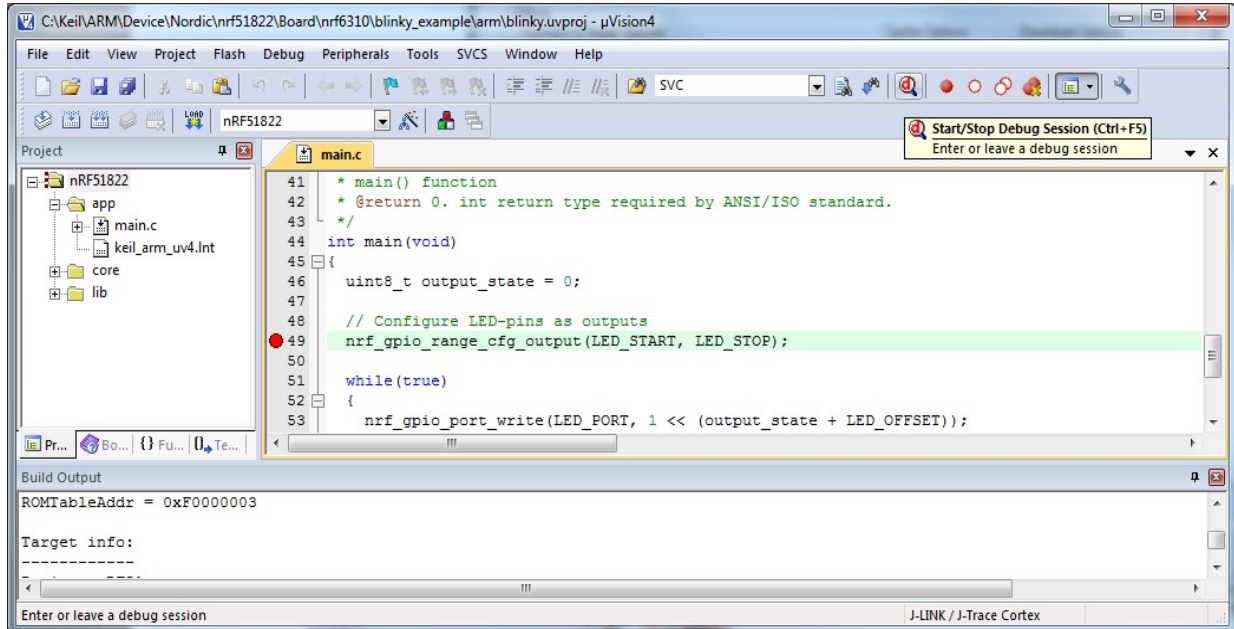 C:\Keil\ARM\Device\Nordic\nrf51822\Board\nrf6310\blinky_example\arm\blinky.uvproj - µVision4
File Edit View Project Flash Debug Peripherals Tools SVCS Window Help
SVC
LOAD nRF51822
Start/Stop Debug Session (Ctrl+F5)
Enter or leave a debug session
Project
main.c
nRF51822
app
main.c
keil_arm_uv4.lnt
core
lib
41 * main() function
42 * @return 0. int return type required by ANSI/ISO standard.
43 */
44 int main(void)
45 {
46 uint8_t output_state = 0;
47
48 // Configure LED-pins as outputs
49 nrf_gpio_range_cfg_output(LED_START, LED_STOP);
50
51 while(true)
52 {
53 nrf_gpio_port_write(LED_PORT, 1 << (output_state + LED_OFFSET));
Pr... Bo... {} Fu... 0 Te...
Build Output
ROMTableAddr = 0xF0000003
Target info:
------------
Enter or leave a debug session J-LINK / J-Trace Cortex